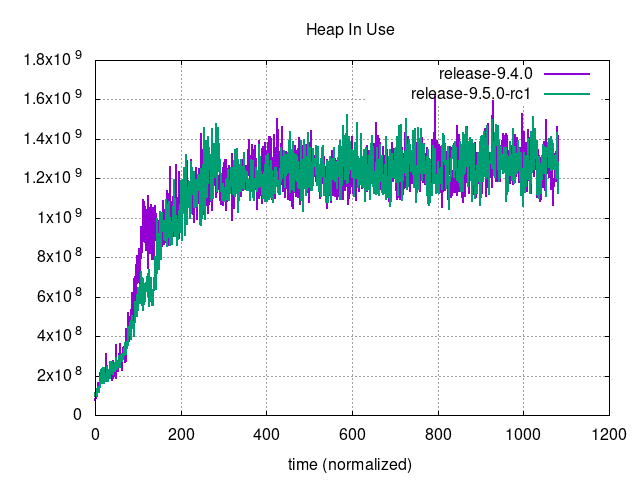 Heap In Use
1.8x10^9
1.6x10^9
1.4x10^9
1.2x10^9
1x10^9
8x10^8
6x10^8
4x10^8
2x10^8
0
release-9.4.0
release-9.5.0-rc1
0 200 400 600 800 1000 1200
time (normalized)